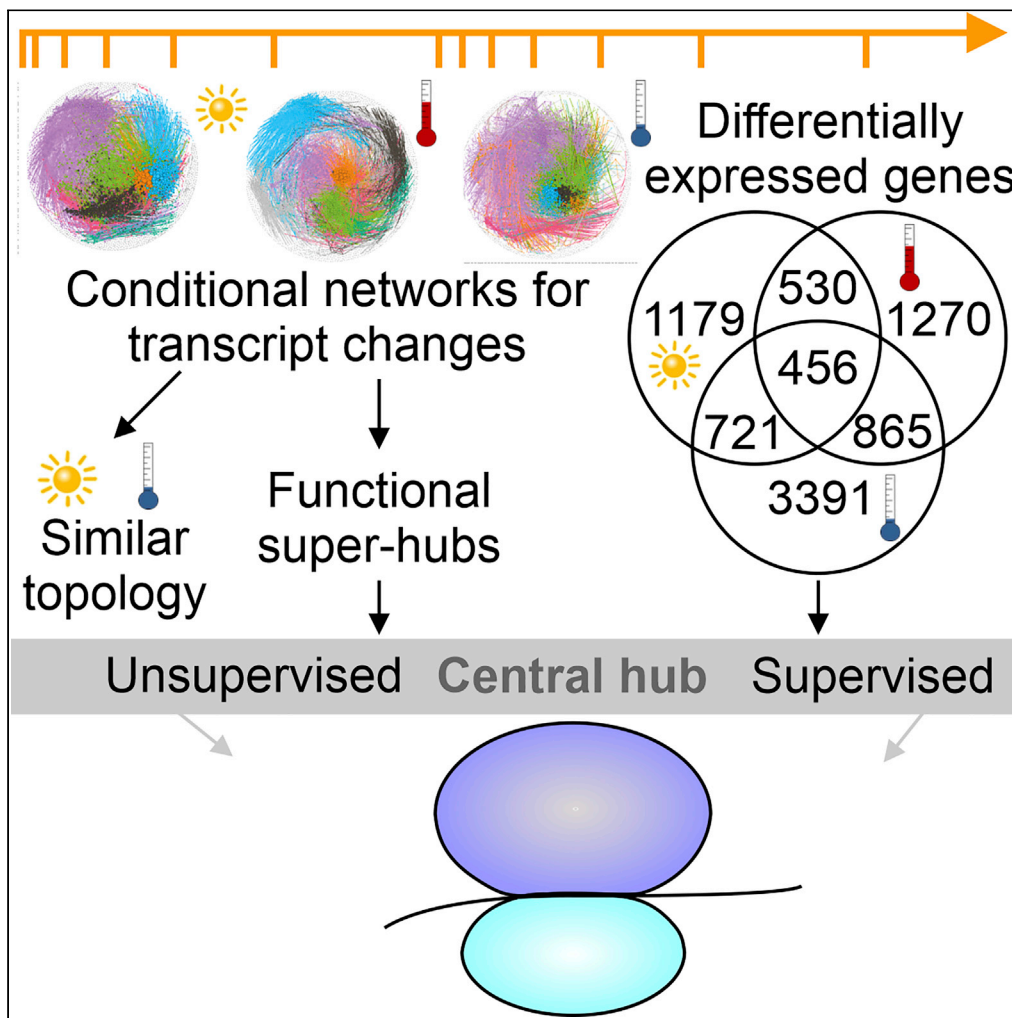 Differentially
expressed genes
Conditional networks for
transcript changes
530
1179
1270
456
721
865
3391
Similar
topology
Functional
super-hubs
Unsupervised Central hub Supervised